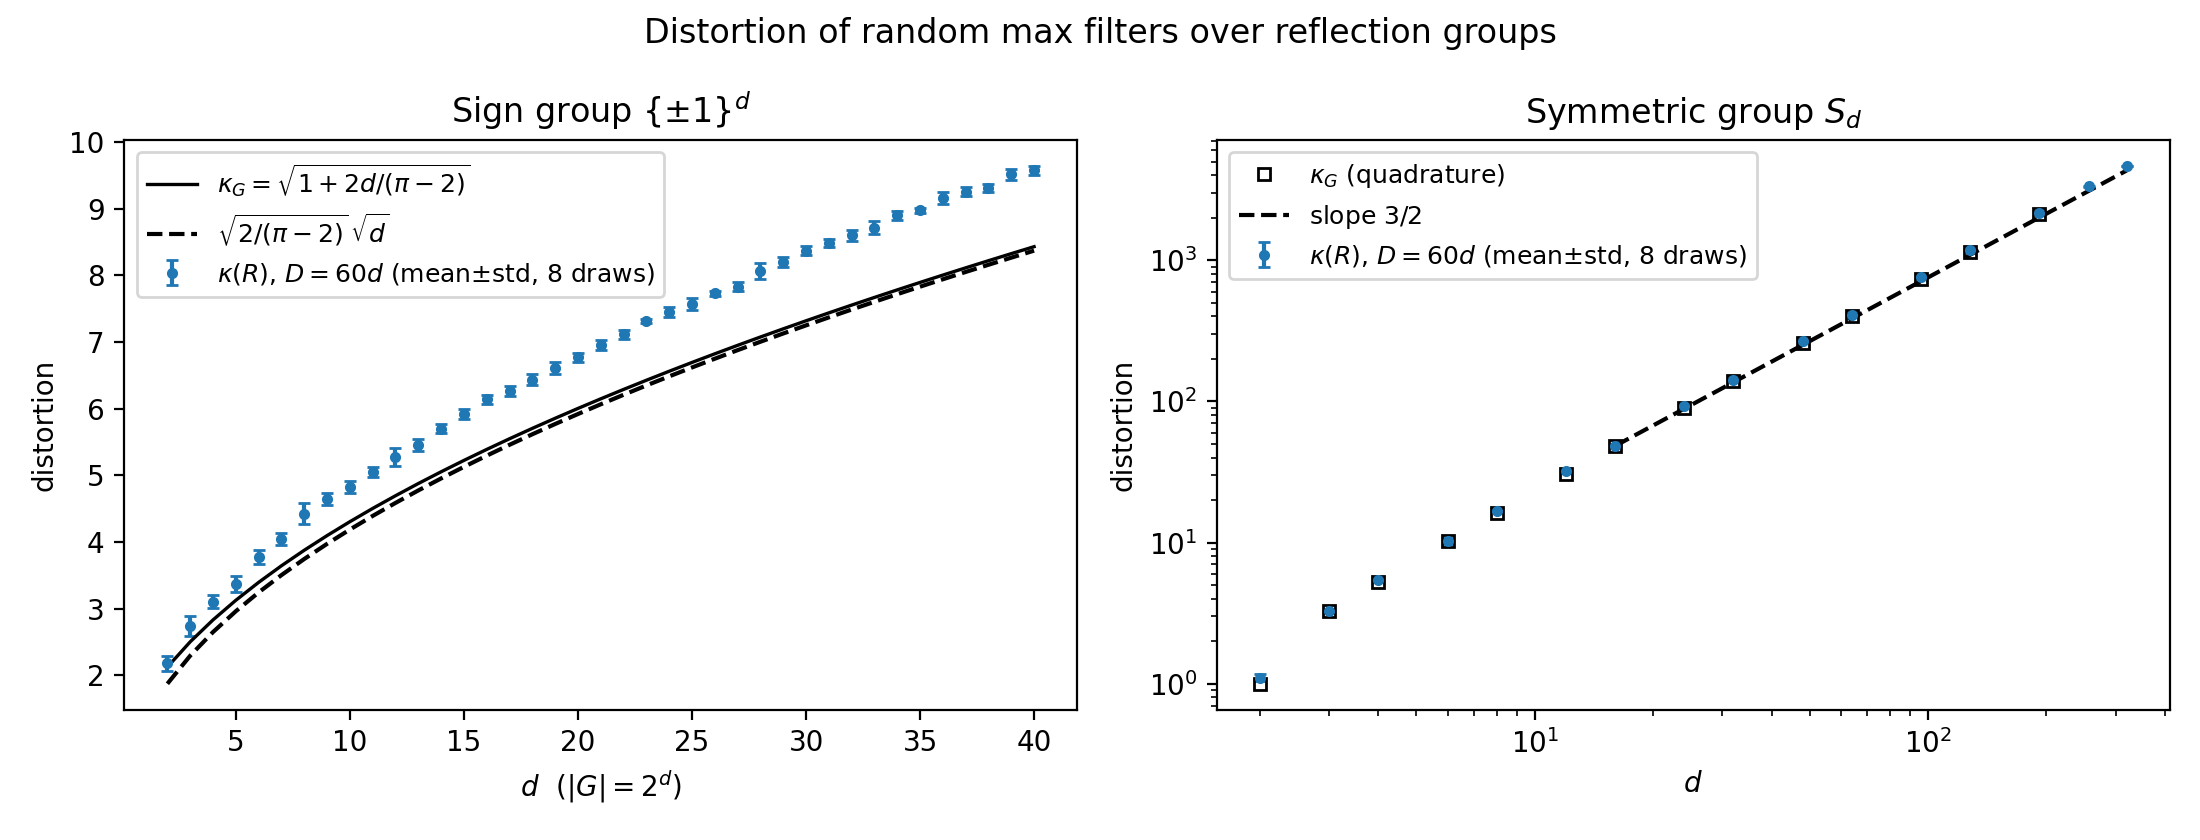 Distortion of random max filters over reflection groups
Sign group {±1}^d
κ_G = √(1 + 2d/(π − 2))
√(2/(π − 2)) √d
κ(R), D = 60d (mean±std, 8 draws)
distortion
10
9
8
7
6
5
4
3
2
5 10 15 20 25 30 35 40
d (|G| = 2^d)
Symmetric group S_d
κ_G (quadrature)
slope 3/2
κ(R), D = 60d (mean±std, 8 draws)
distortion
10^3
10^2
10^1
10^0
10^1 10^2
d